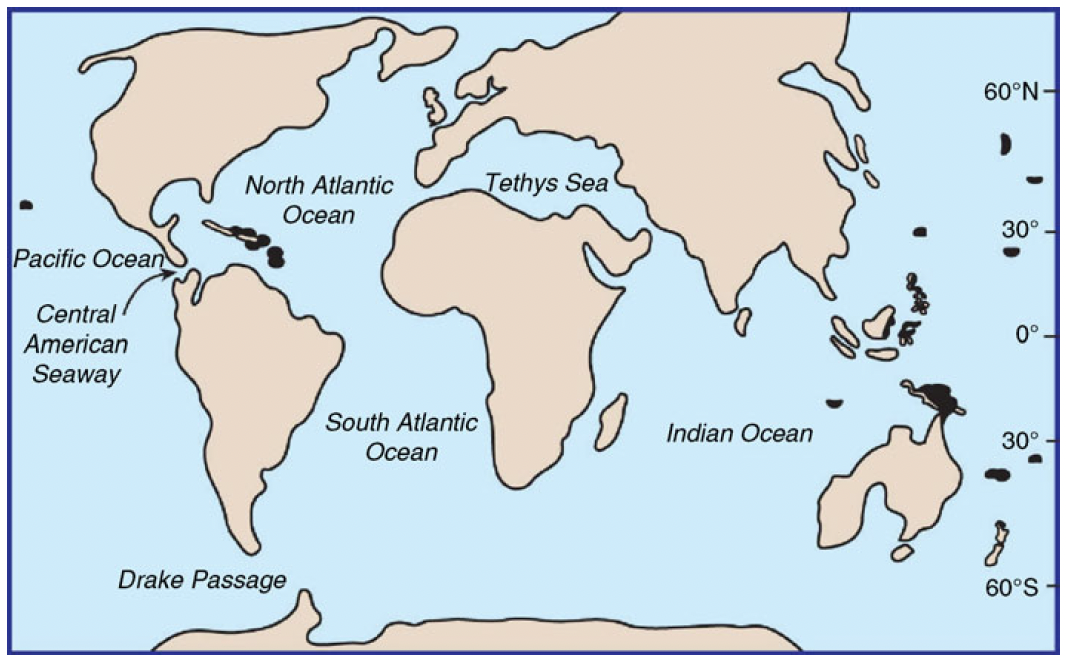 60°N
North Atlantic
Ocean
Tethys Sea
30°
Pacific Ocean
Central
American
Seaway
0°
South Atlantic
Ocean
Indian Ocean
30°
Drake Passage
60°S